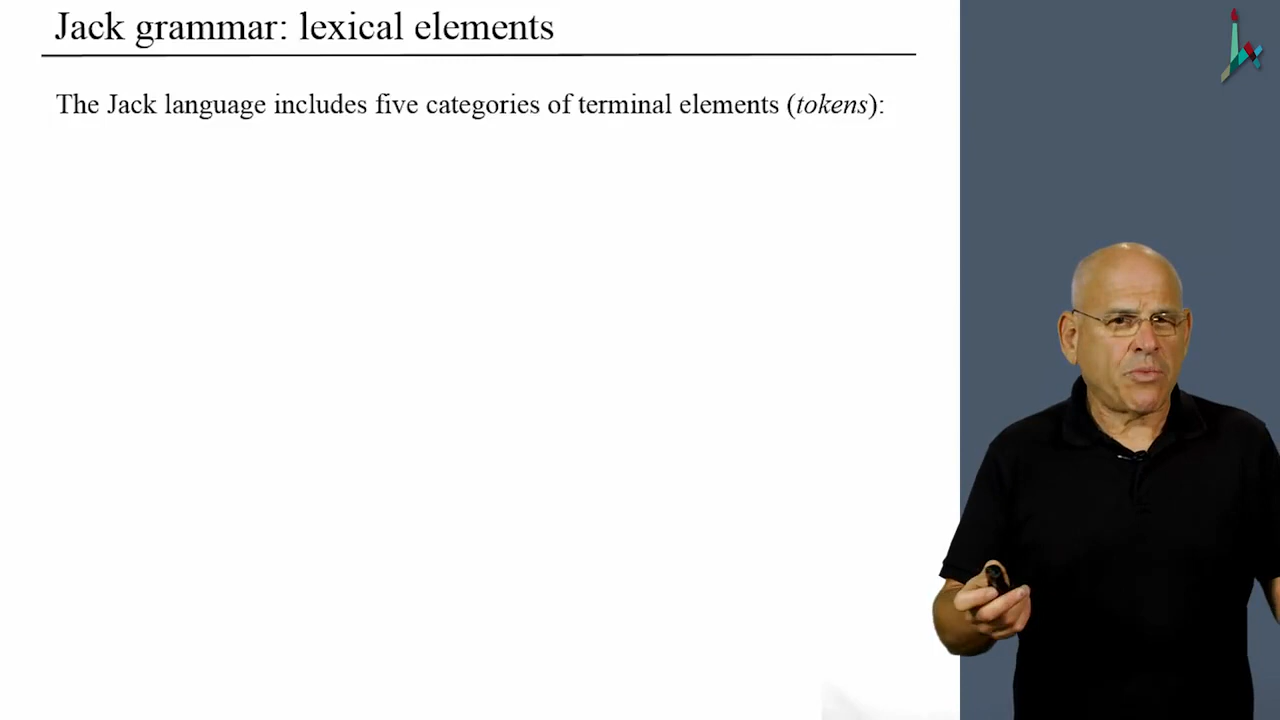 Jack grammar: lexical elements
The Jack language includes five categories of terminal elements (tokens):